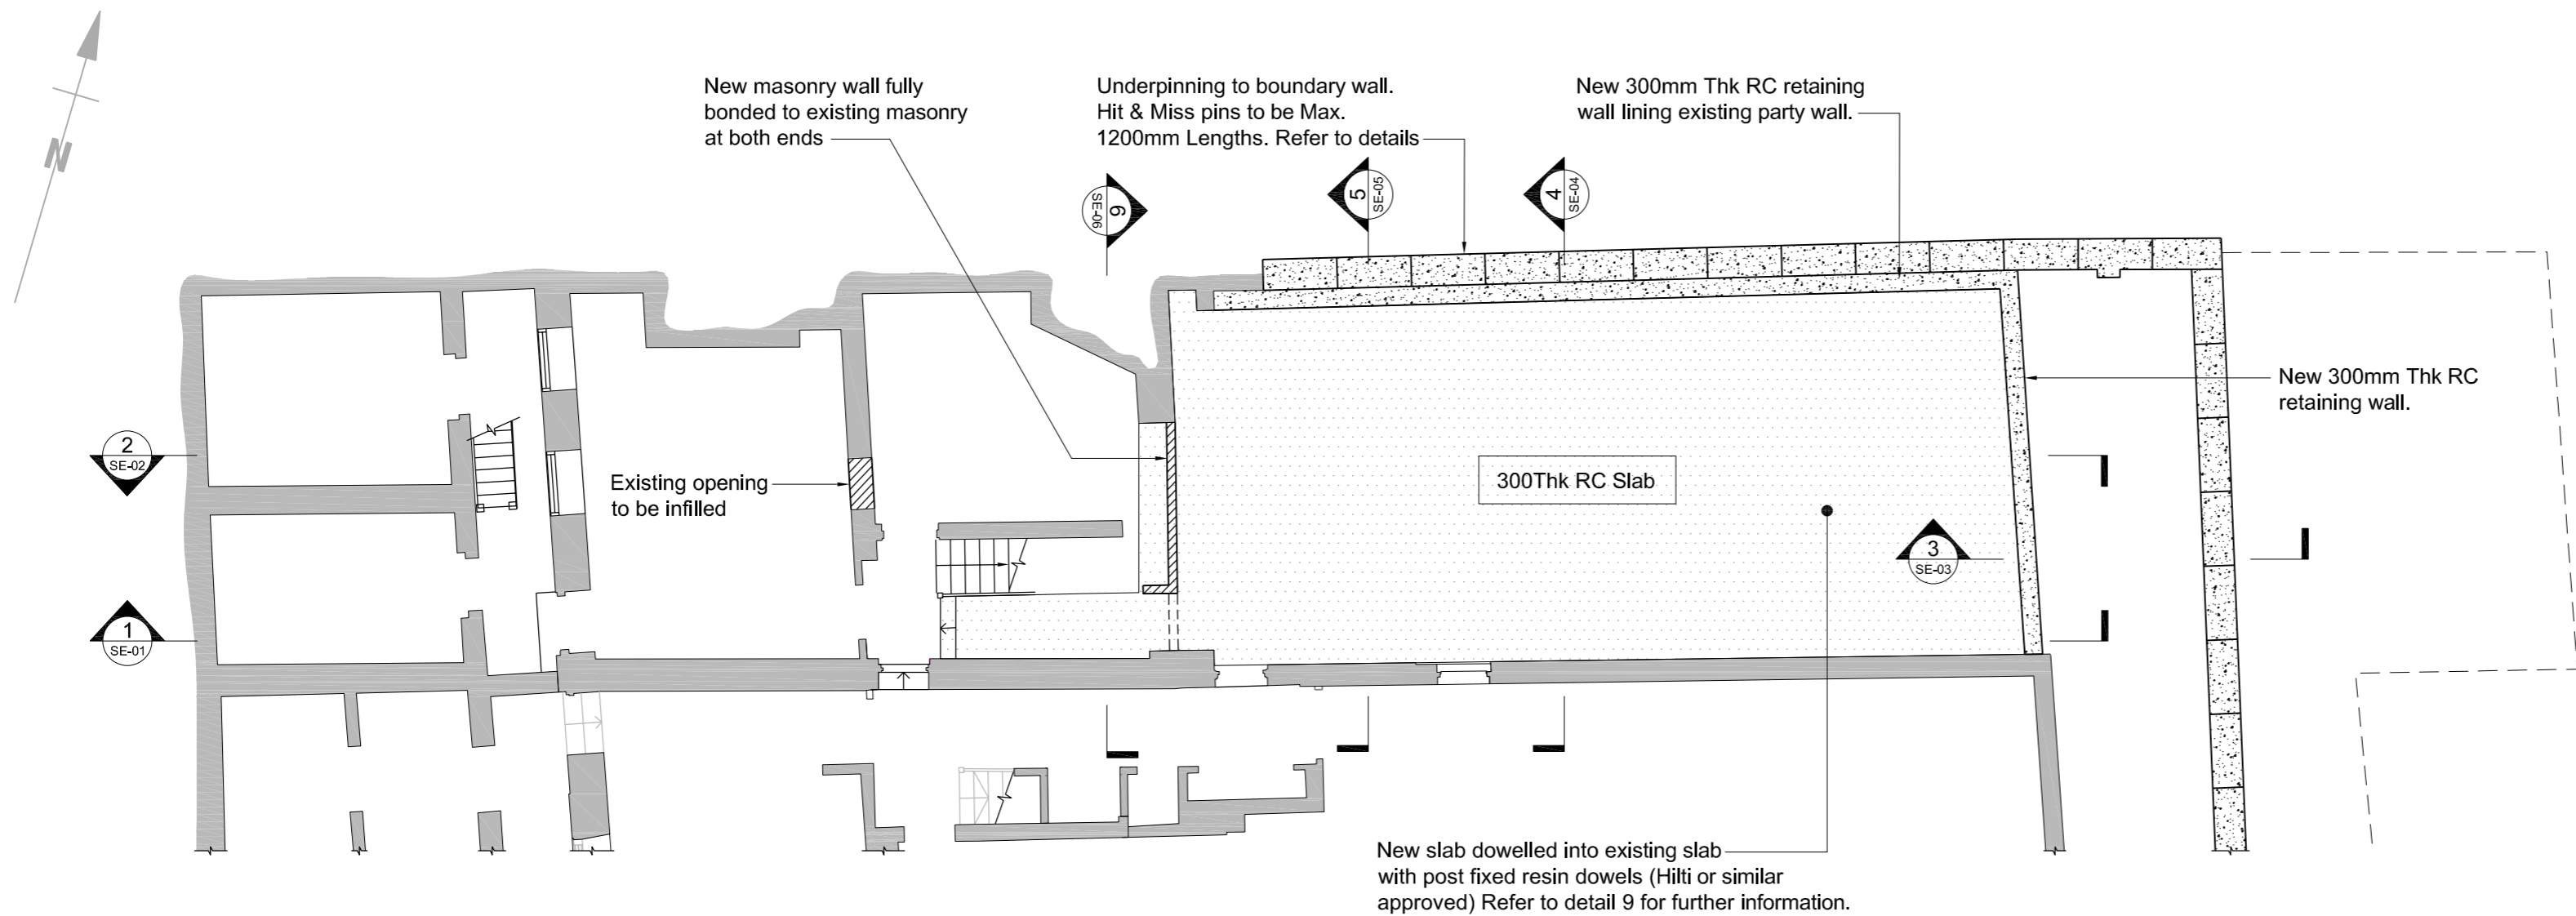 N
New masonry wall fully
bonded to existing masonry
at both ends
Underpinning to boundary wall.
Hit & Miss pins to be Max.
1200mm Lengths. Refer to details
New 300mm Thk RC retaining
wall lining existing party wall.
9
SE-06
5
SE-05
4
SE-04
New 300mm Thk RC
retaining wall.
2
SE-02
Existing opening
to be infilled
300Thk RC Slab
3
SE-03
1
SE-01
New slab dowelled into existing slab
with post fixed resin dowels (Hilti or similar
approved) Refer to detail 9 for further information.